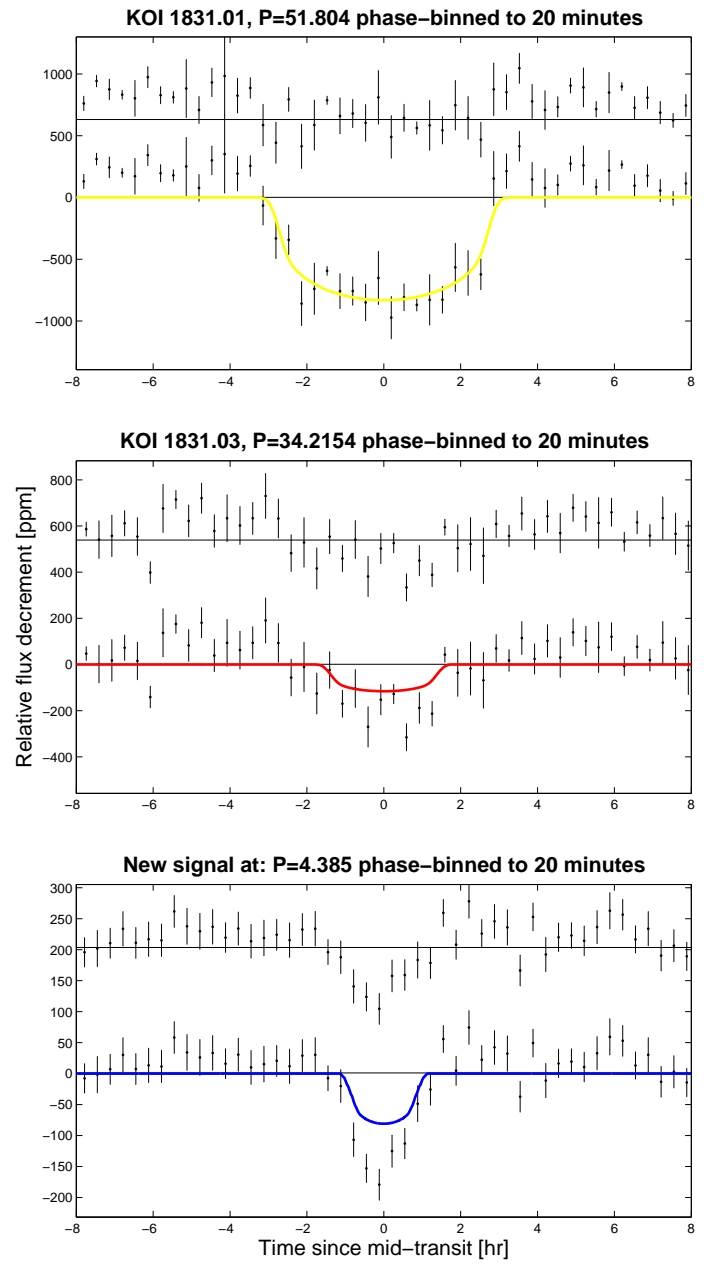 KOI 1831.01, P=51.804 phase−binned to 20 minutes
1000
500
0
−500
−1000
−8 −6 −4 −2 0 2 4 6 8
KOI 1831.03, P=34.2154 phase−binned to 20 minutes
Relative flux decrement [ppm]
800
600
400
200
0
−200
−400
−8 −6 −4 −2 0 2 4 6 8
New signal at: P=4.385 phase−binned to 20 minutes
300
250
200
150
100
50
0
−50
−100
−150
−200
−8 −6 −4 −2 0 2 4 6 8
Time since mid−transit [hr]